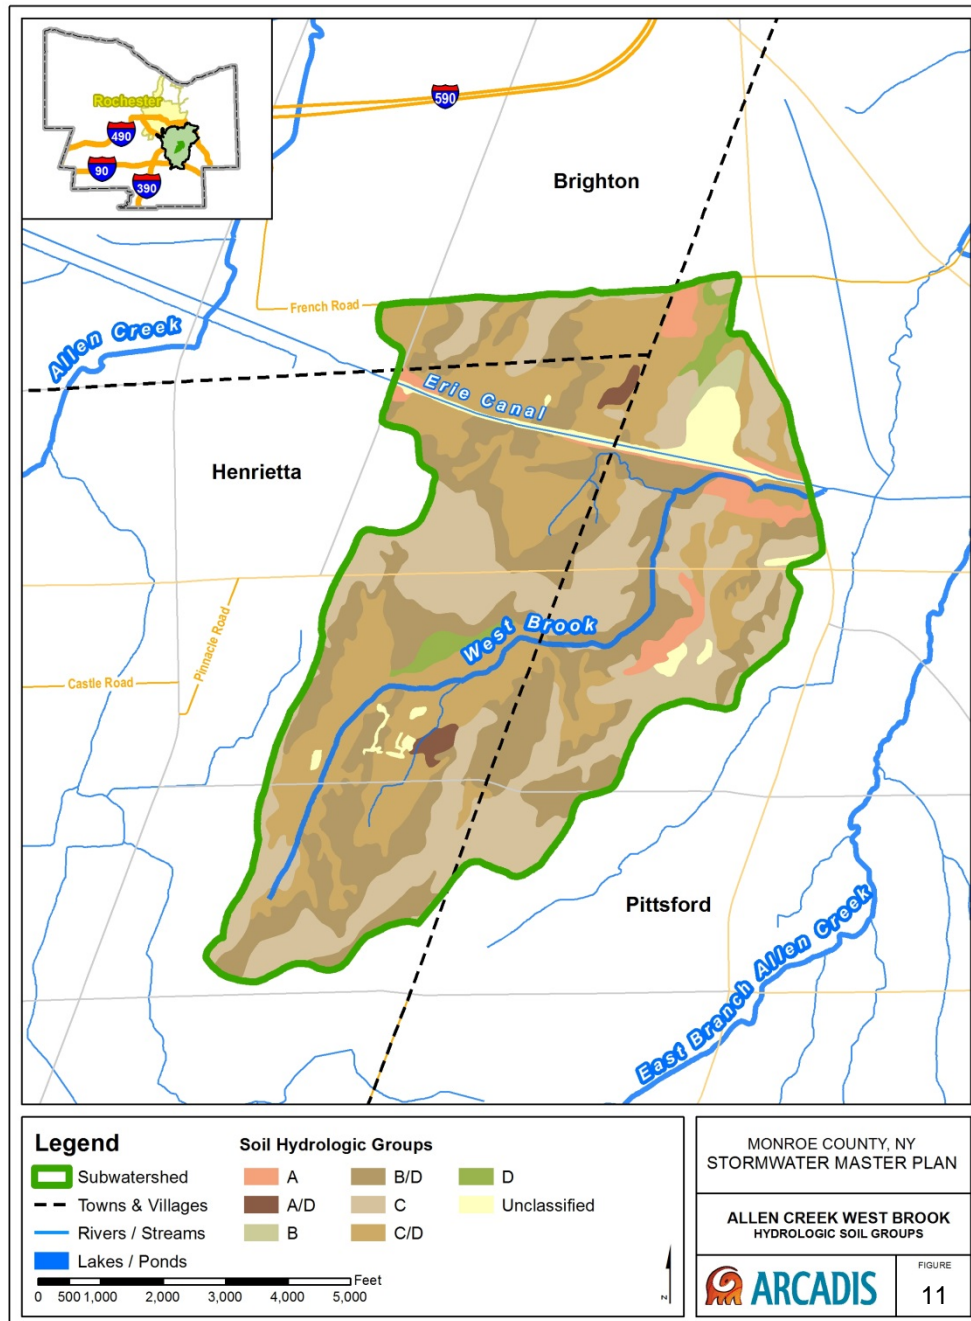 Rochester
490
90
390
590
Brighton
French Road
Allen Creek
Erie Canal
Henrietta
Pinnacle Road
West Brook
Castle Road
Pittsford
East Branch Allen Creek
Legend
Subwatershed
Towns & Villages
Rivers / Streams
Lakes / Ponds
Feet
0 500 1,000 2,000 3,000 4,000 5,000
Soil Hydrologic Groups
A
A/D
B
B/D
C
C/D
D
Unclassified
N
MONROE COUNTY, NY
STORMWATER MASTER PLAN
ALLEN CREEK WEST BROOK
HYDROLOGIC SOIL GROUPS
ARCADIS
FIGURE
11